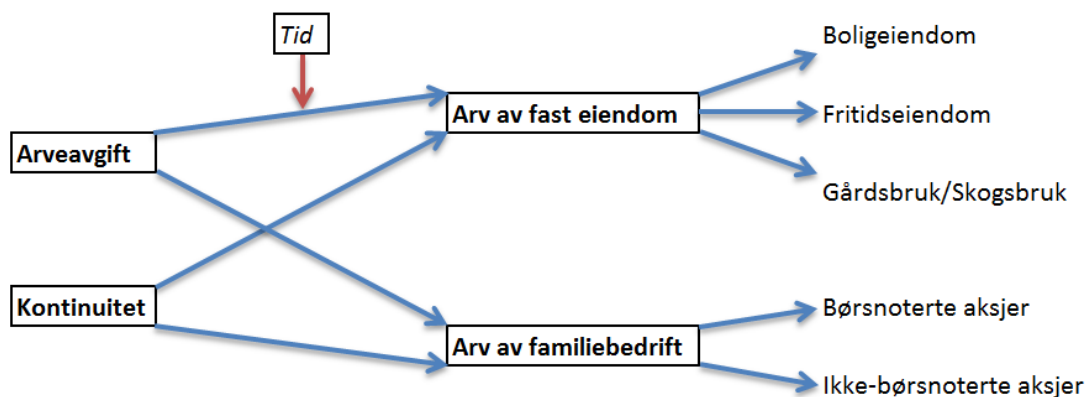 Tid
Boligeiendom
Arv av fast eiendom
Fritidseiendom
Arveavgift
Gårdsbruk/Skogsbruk
Kontinuitet
Børsnoterte aksjer
Arv av familiebedrift
Ikke-børsnoterte aksjer